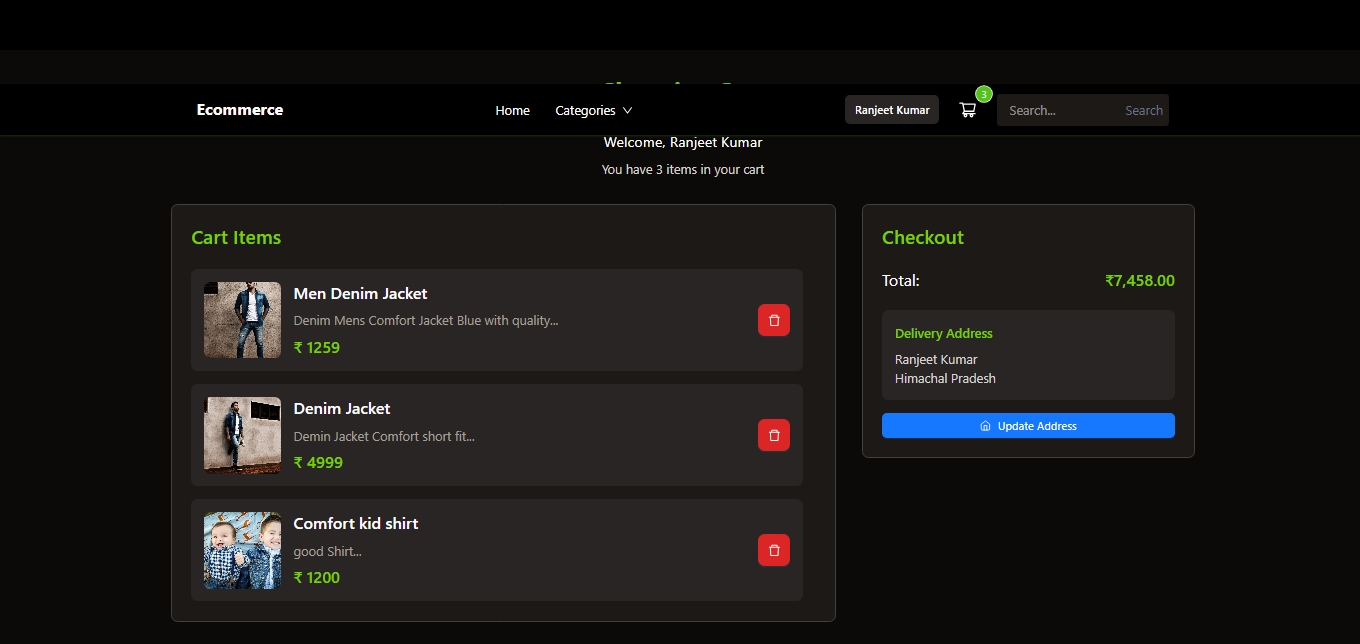 Ecommerce
Home
Categories
Ranjeet Kumar
3
Search...
Search
Welcome, Ranjeet Kumar
You have 3 items in your cart
Cart Items
Men Denim Jacket
Denim Mens Comfort Jacket Blue with quality...
₹ 1259
Denim Jacket
Demin Jacket Comfort short fit...
₹ 4999
Comfort kid shirt
good Shirt...
₹ 1200
Checkout
Total:
₹7,458.00
Delivery Address
Ranjeet Kumar
Himachal Pradesh
Update Address